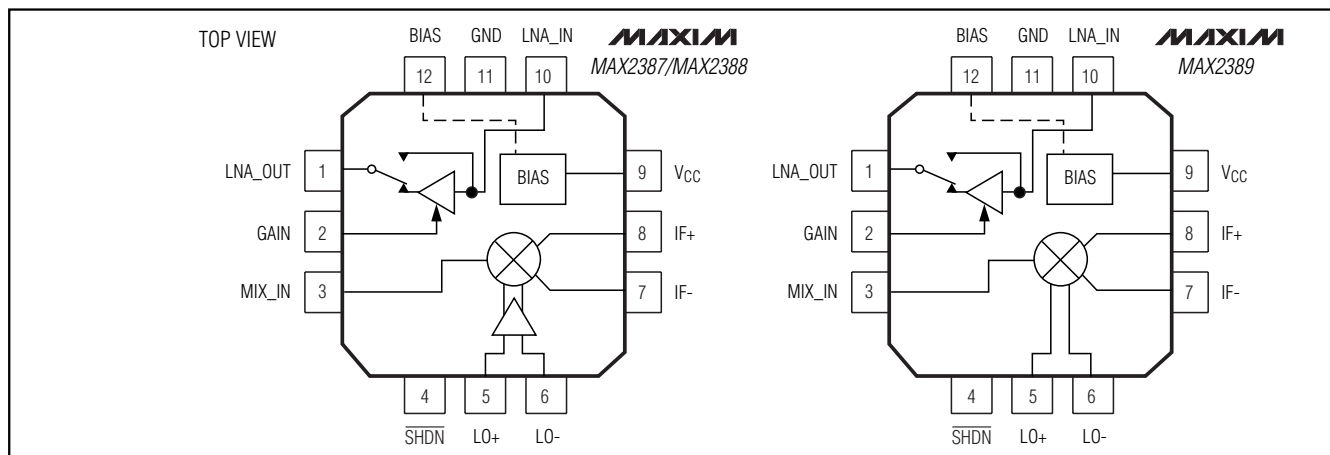 TOP VIEW
BIAS GND LNA_IN
MAXIM
MAX2387/MAX2388
12 11 10
LNA_OUT 1
GAIN 2
MIX_IN 3
BIAS
9 VCC
8 IF+
7 IF-
4 5 6
SHDN LO+ LO-
BIAS GND LNA_IN
MAXIM
MAX2389
12 11 10
LNA_OUT 1
GAIN 2
MIX_IN 3
BIAS
9 VCC
8 IF+
7 IF-
4 5 6
SHDN LO+ LO-